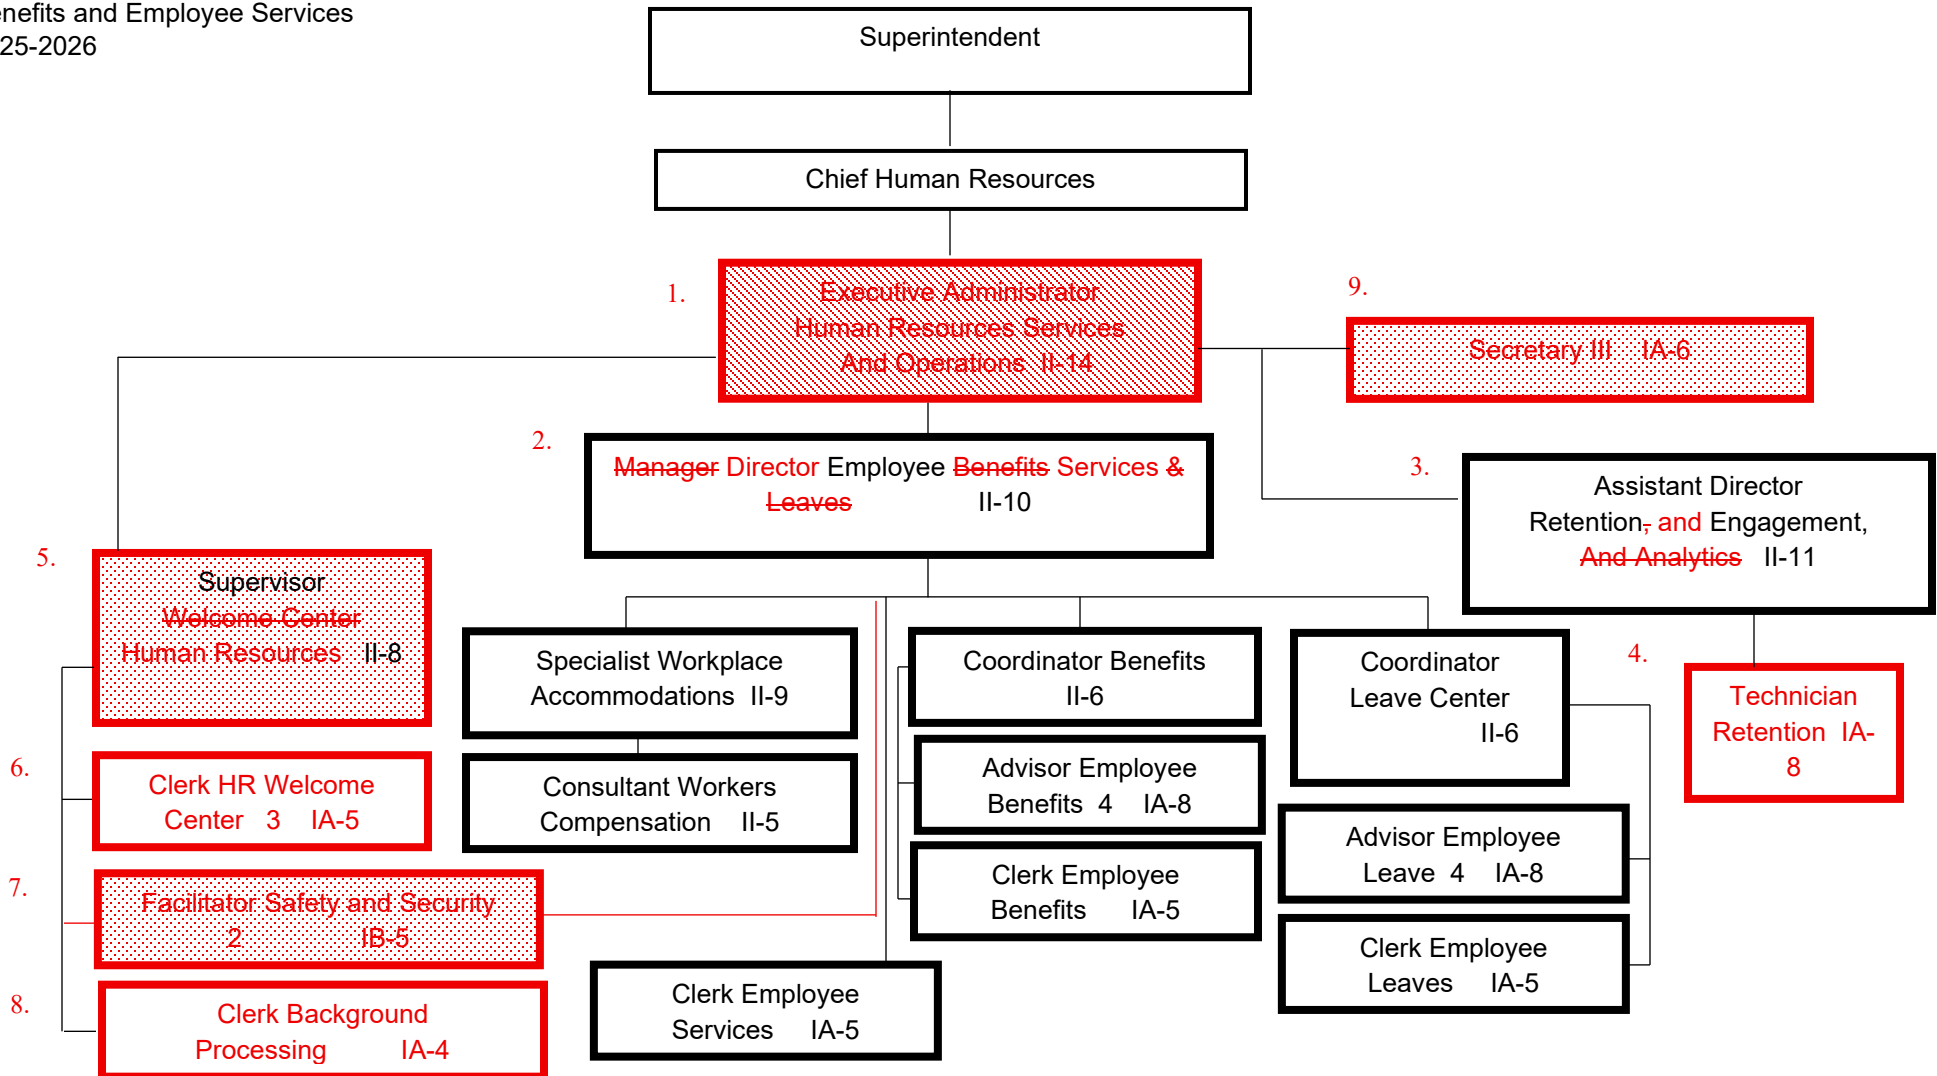 enefits and Employee Services
25-2026
Superintendent
Chief Human Resources
1.
Executive Administrator
Human Resources Services
And Operations II-14
9.
Secretary III IA-6
2.
Manager Director Employee Benefits Services &
Leaves II-10
3.
Assistant Director
Retention, and Engagement,
And Analytics II-11
4.
Technician
Retention IA-
8
5.
Supervisor
Welcome Center
Human Resources II-8
6.
Clerk HR Welcome
Center 3 IA-5
7.
Facilitator Safety and Security
2 IB-5
8.
Clerk Background
Processing IA-4
Specialist Workplace
Accommodations II-9
Consultant Workers
Compensation II-5
Clerk Employee
Services IA-5
Coordinator Benefits
II-6
Advisor Employee
Benefits 4 IA-8
Clerk Employee
Benefits IA-5
Coordinator
Leave Center
II-6
Advisor Employee
Leave 4 IA-8
Clerk Employee
Leaves IA-5